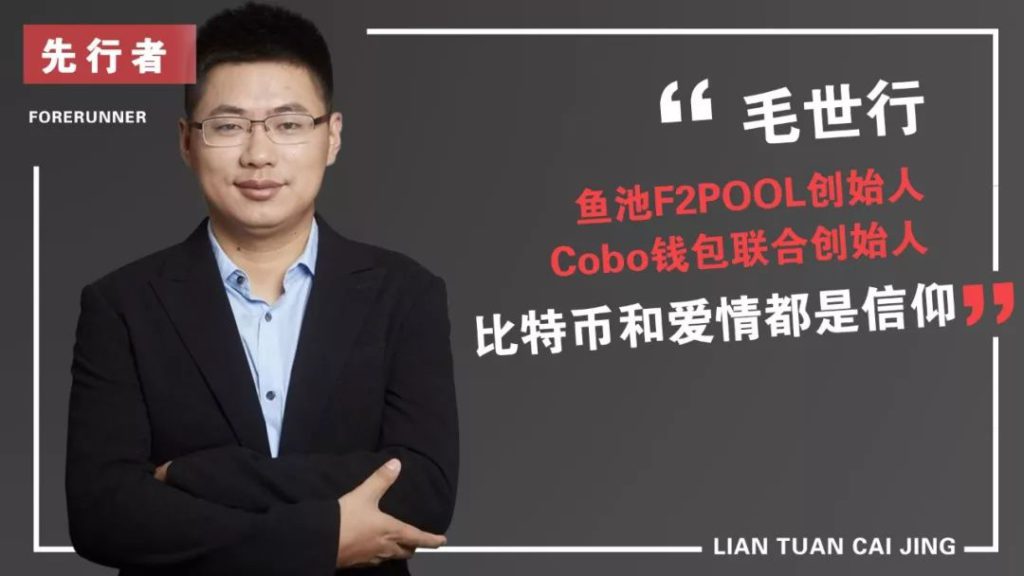 先行者
FORERUNNER
“ 毛世行
鱼池F2POOL创始人
Cobo钱包联合创始人
比特币和爱情都是信仰”
LIAN TUAN CAI JING